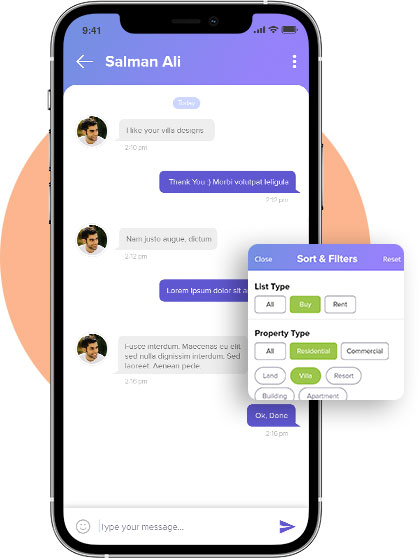 9:41
Salman Ali
Today
I like your villa designs
2:10 pm
Thank You :) Morbi volutpat leligula
2:12 pm
Nam justo augue, dictum
2:12 pm
Lorem ipsum dolor sit a
Fusce interdum. Maecenas eu elit
sed nulla dignissim interdum. Sed
laoreet. Aenean pede.
2:16 pm
Ok, Done
2:16 pm
Type your message...
Close
Sort & Filters
Reset
List Type
All
Buy
Rent
Property Type
All
Residential
Commercial
Land
Villa
Resort
Building
Apartment